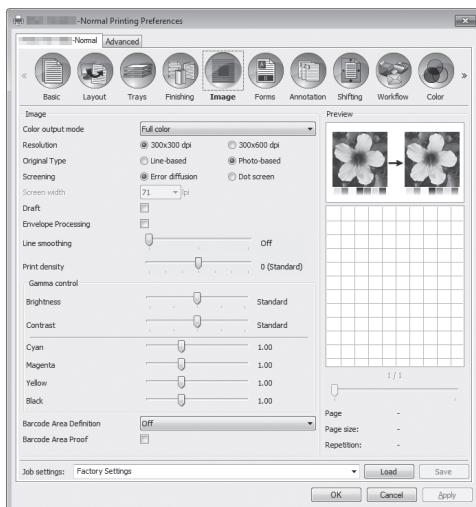 -Normal Printing Preferences
-Normal Advanced
« Basic Layout Trays Finishing Image Forms Annotation Shifting Workflow Color »
Image
Color output mode Full color
Resolution 300x300 dpi 300x600 dpi
Original Type Line-based Photo-based
Screening Error diffusion Dot screen
Screen width 71 lpi
Draft
Envelope Processing
Line smoothing Off
Print density 0 (Standard)
Gamma control
Brightness Standard
Contrast Standard
Cyan 1.00
Magenta 1.00
Yellow 1.00
Black 1.00
Barcode Area Definition Off
Barcode Area Proof
Preview
1 / 1
Page -
Page size: -
Repetition: -
Job settings: Factory Settings Load Save
OK Cancel Apply